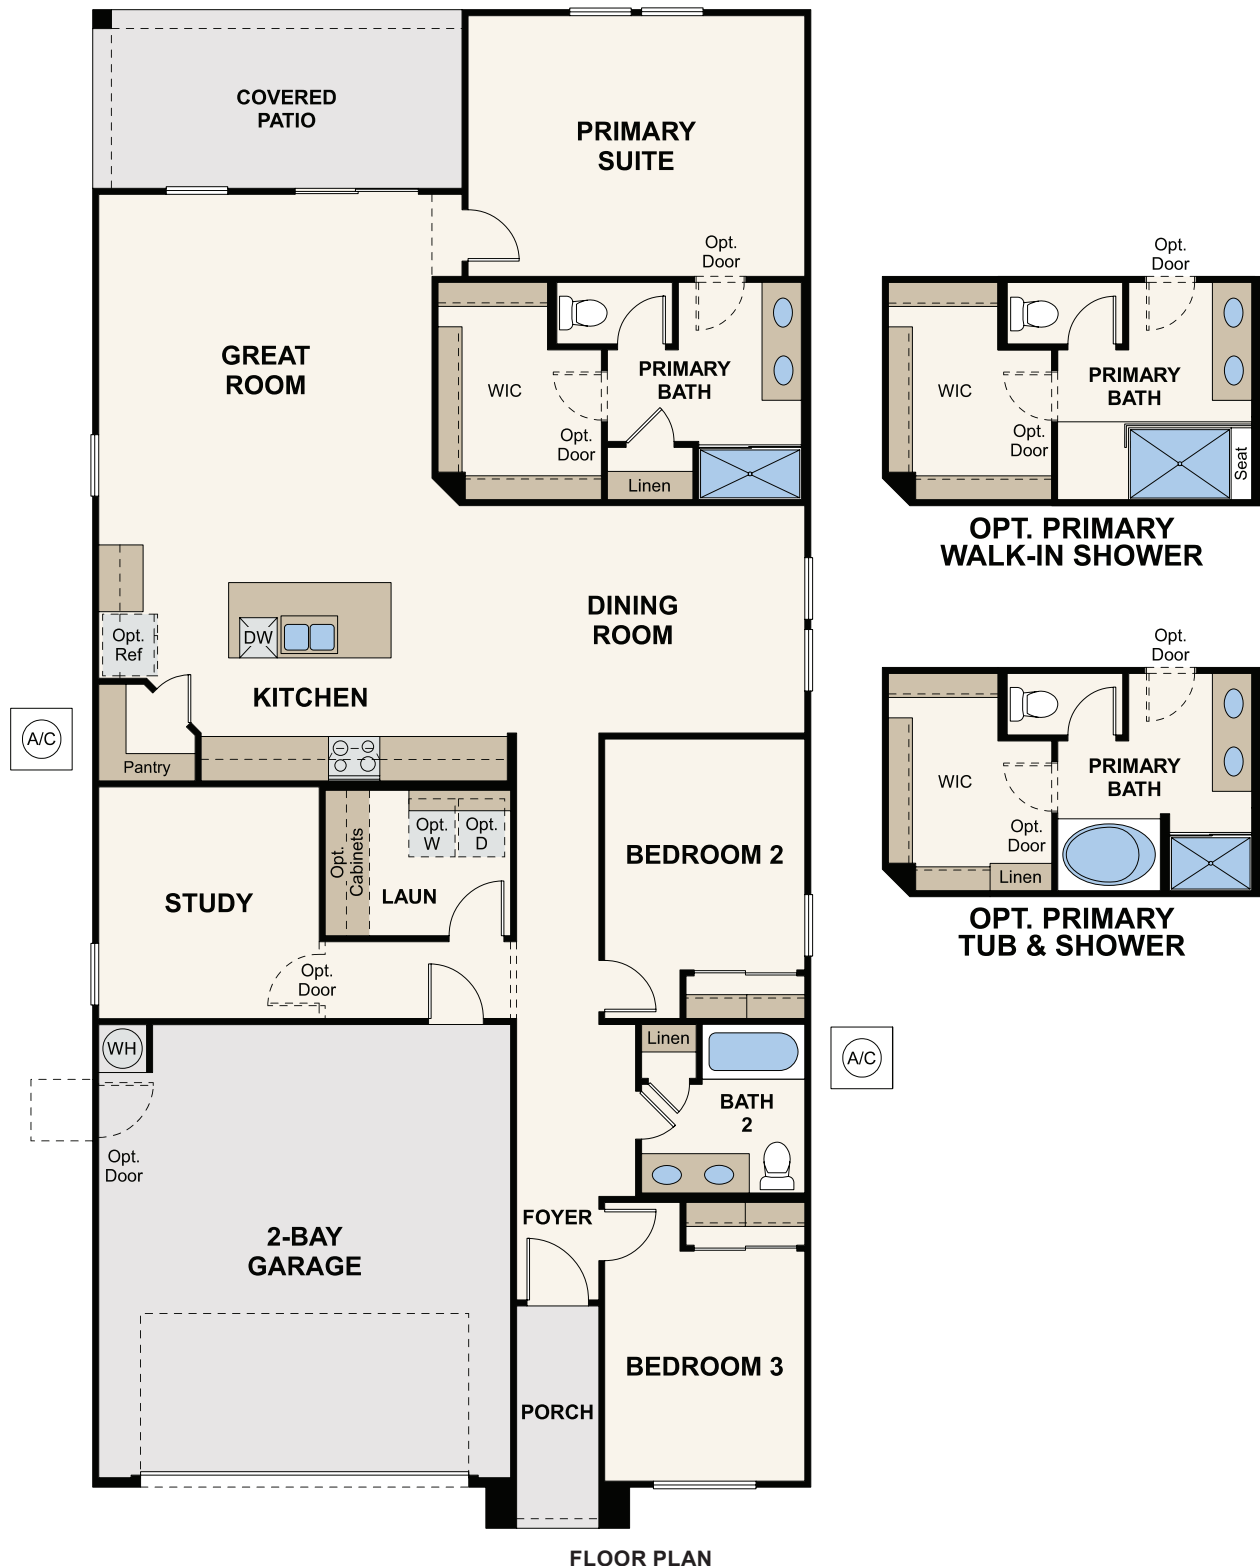 COVERED
PATIO
PRIMARY
SUITE
Opt.
Door
GREAT
ROOM
WIC
PRIMARY
BATH
Opt.
Door
Linen
DINING
ROOM
Opt.
Ref
DW
KITCHEN
A/C
Pantry
Opt.
Cabinets
Opt.
W
Opt.
D
LAUN
STUDY
BEDROOM 2
Opt.
Door
WH
Linen
A/C
BATH
2
Opt.
Door
2-BAY
GARAGE
FOYER
BEDROOM 3
PORCH
FLOOR PLAN
Opt.
Door
WIC
PRIMARY
BATH
Opt.
Door
Seat
OPT. PRIMARY
WALK-IN SHOWER
Opt.
Door
WIC
PRIMARY
BATH
Opt.
Door
Linen
OPT. PRIMARY
TUB & SHOWER